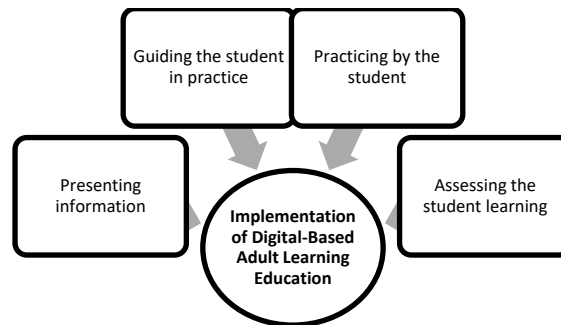 Guiding the student
in practice
Practicing by the
student
Presenting
information
Assessing the
student learning
Implementation
of Digital-Based
Adult Learning
Education